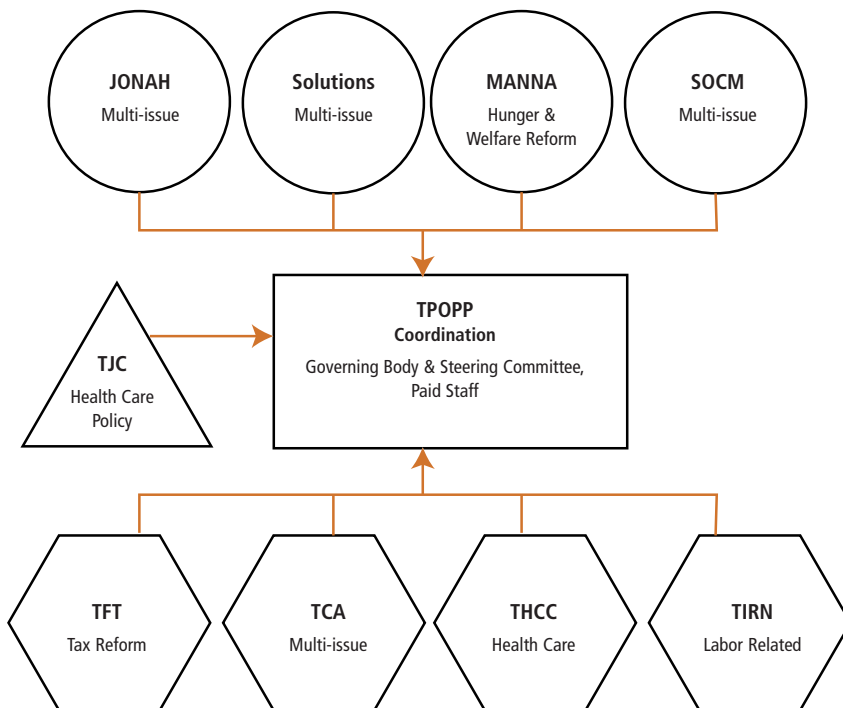 JONAH
Multi-issue
Solutions
Multi-issue
MANNA
Hunger &
Welfare Reform
SOCM
Multi-issue
TPOPP
Coordination
Governing Body & Steering Committee,
Paid Staff
TJC
Health Care
Policy
TFT
Tax Reform
TCA
Multi-issue
THCC
Health Care
TIRN
Labor Related